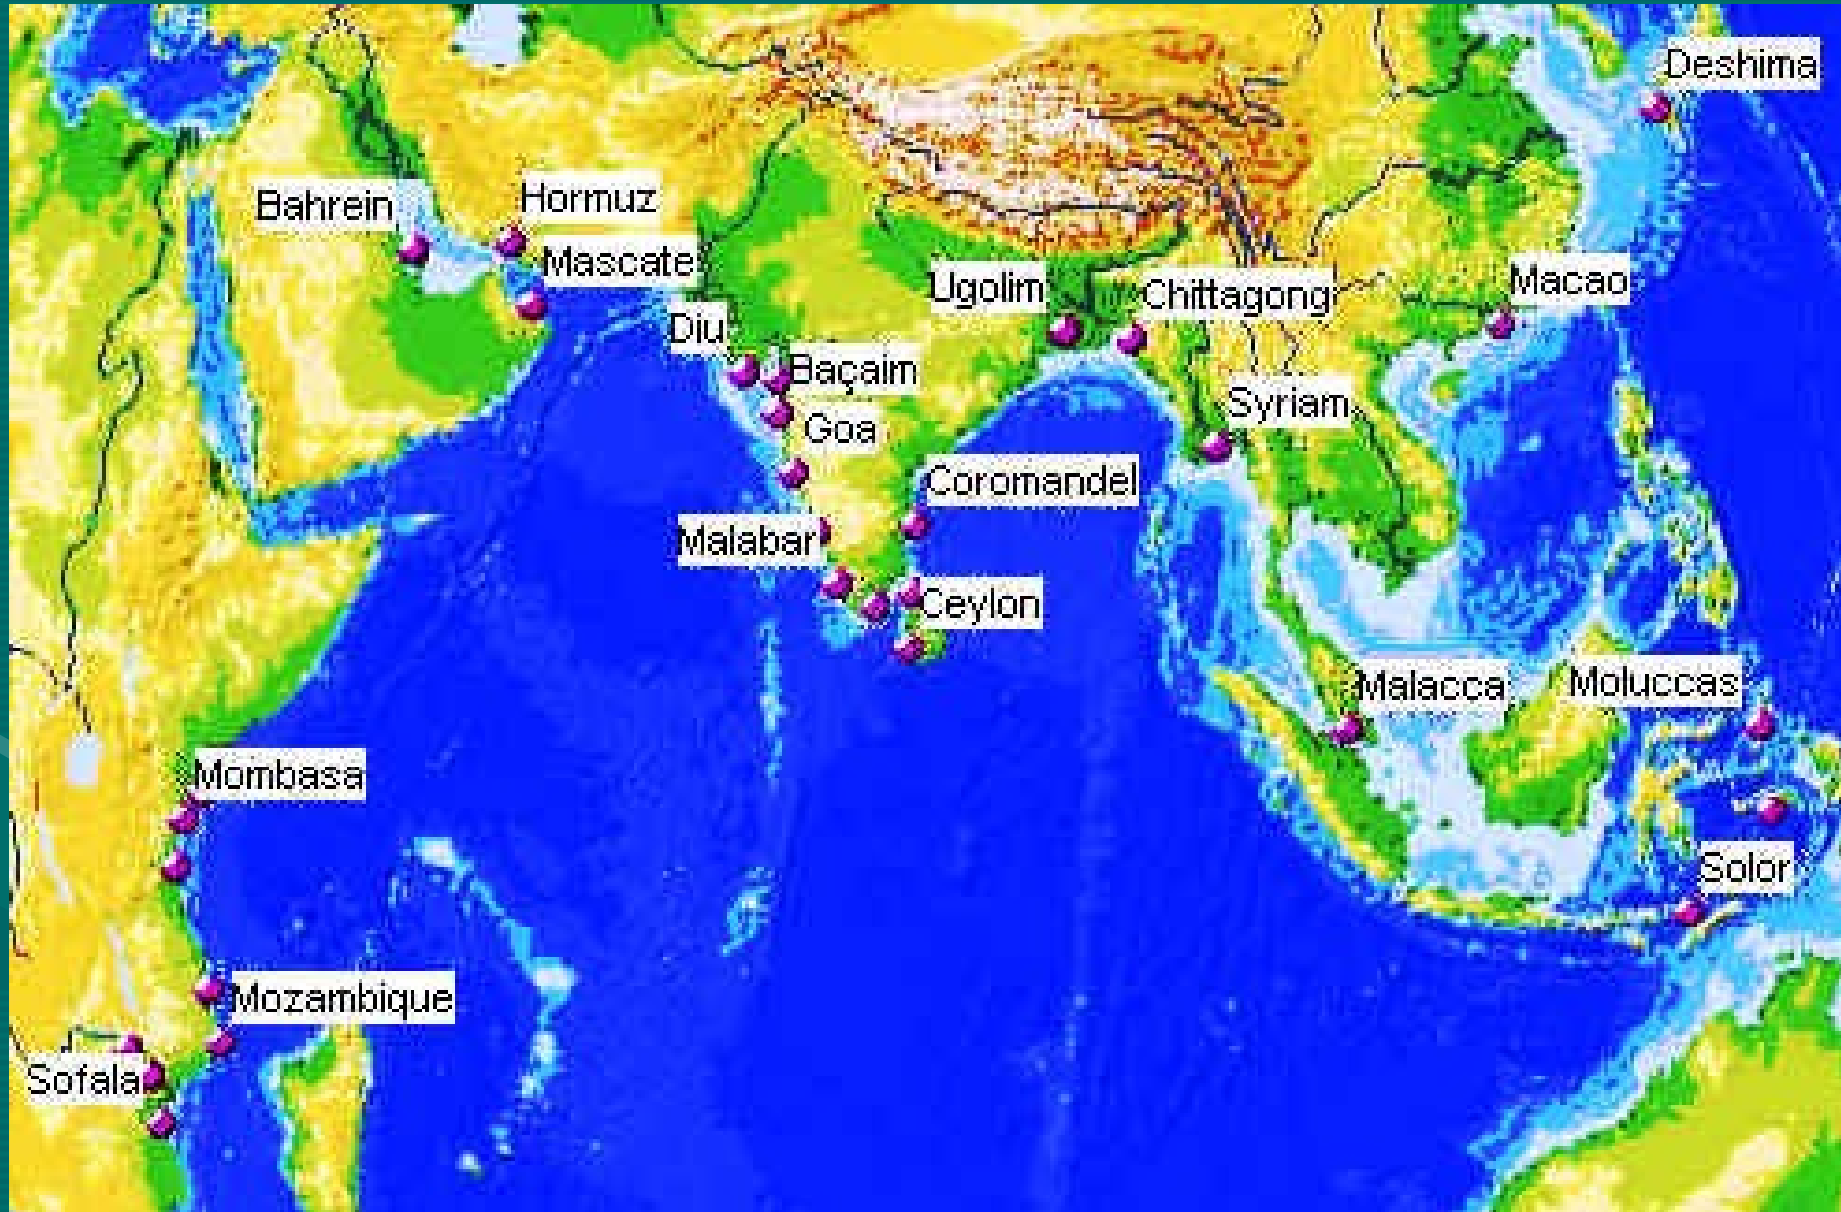 Deshima
Bahrein
Hormuz
Mascate
Ugolim
Chittagong
Macao
Diu
Baçaim
Goa
Syriam
Coromandel
Malabar
Ceylon
Malacca
Moluccas
Mombasa
Solor
Mozambique
Sofala